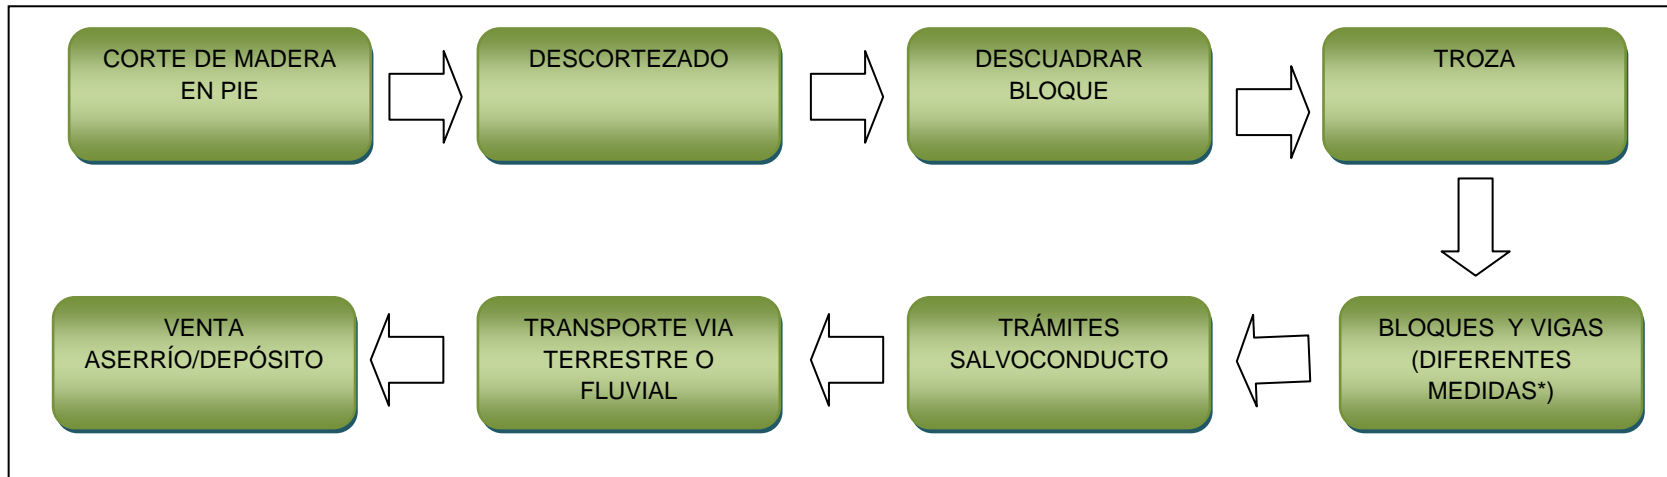 CORTE DE MADERA
EN PIE
DESCORTEZADO
DESCUADRAR
BLOQUE
TROZA
BLOQUES Y VIGAS
(DIFERENTES
MEDIDAS*)
TRÁMITES
SALVOCONDUCTO
TRANSPORTE VIA
TERRESTRE O
FLUVIAL
VENTA
ASERRÍO/DEPÓSITO